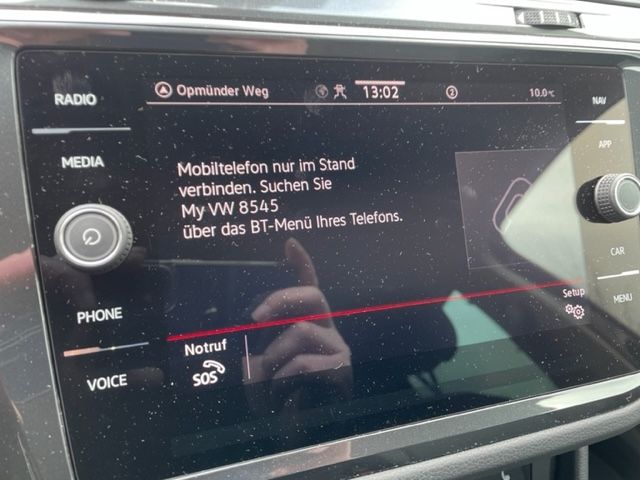 RADIO
MEDIA
PHONE
VOICE
Opmünder Weg
13:02
2
10.0°C
Mobiltelefon nur im Stand
verbinden. Suchen Sie
My VW 8545
über das BT-Menü Ihres Telefons.
Setup
Notruf
SOS
NAV
APP
CAR
MENU